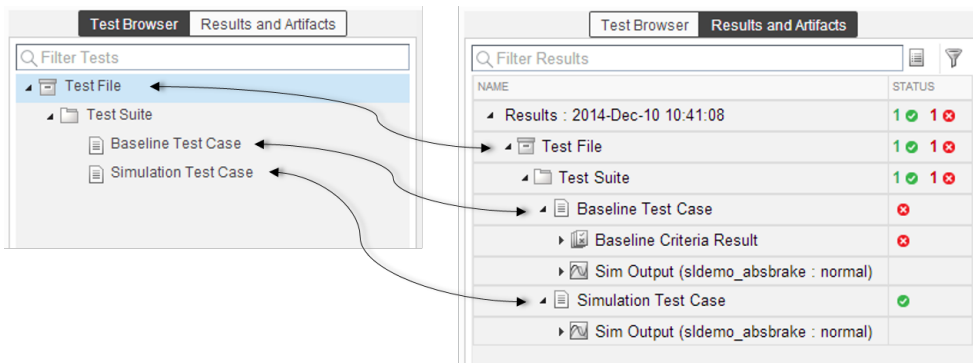 Test Browser Results and Artifacts
Filter Tests
Test File
Test Suite
Baseline Test Case
Simulation Test Case
Test Browser Results and Artifacts
Filter Results
NAME STATUS
Results : 2014-Dec-10 10:41:08 1 1
Test File 1 1
Test Suite 1 1
Baseline Test Case
Baseline Criteria Result
Sim Output (sldemo_absbrake : normal)
Simulation Test Case
Sim Output (sldemo_absbrake : normal)